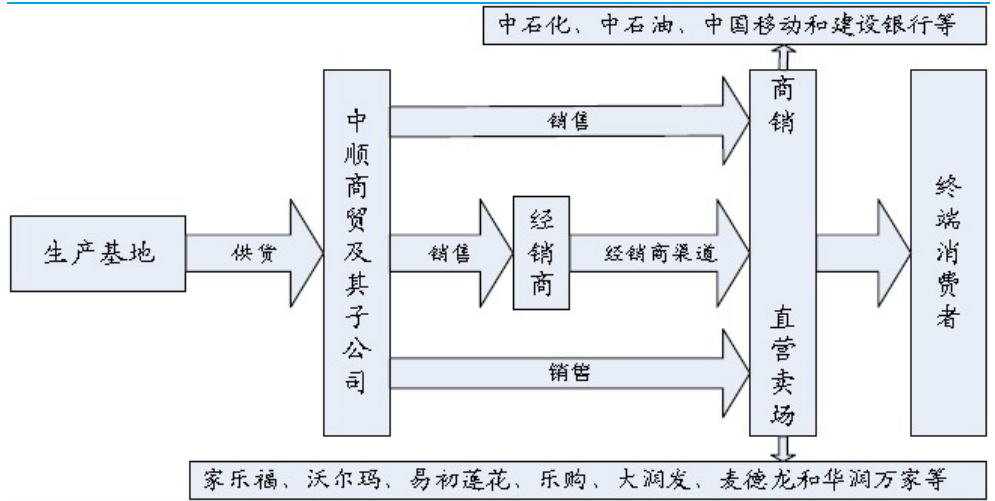 中石化、中石油、中国移动和建设银行等
生产基地
供货
中顺商贸及其子公司
销售
销售
经销商
经销商渠道
销售
商销
直营卖场
终端消费者
家乐福、沃尔玛、易初莲花、乐购、大润发、麦德龙和华润万家等